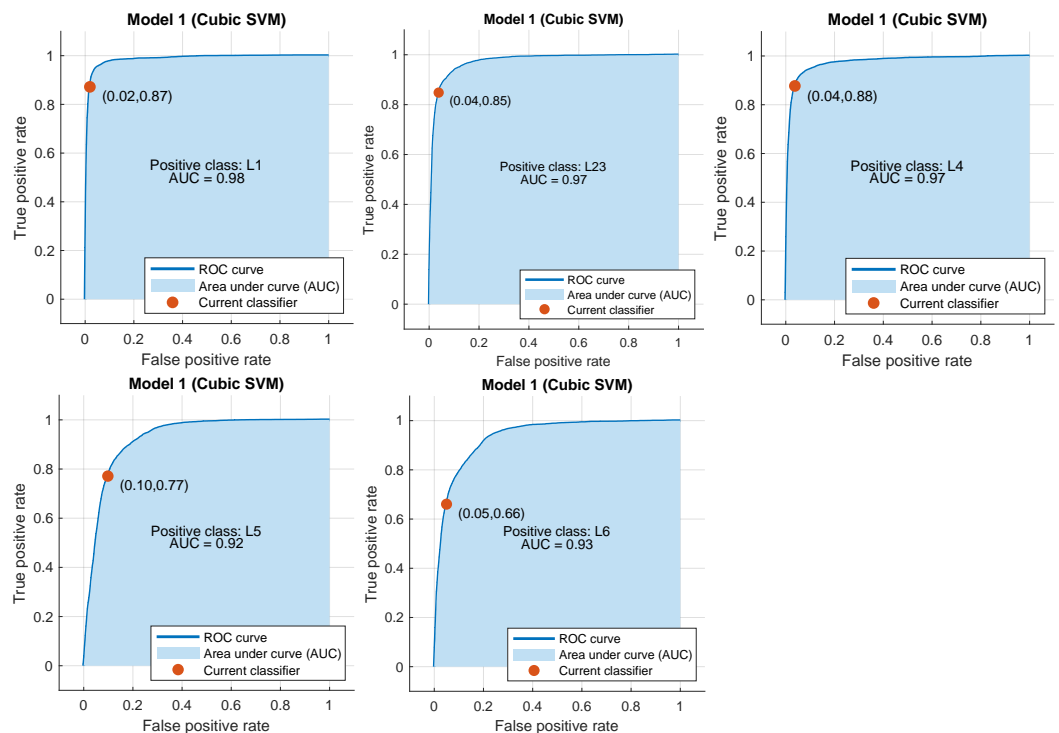 Model 1 (Cubic SVM)
True positive rate
1
0.8
0.6
0.4
0.2
0
(0.02,0.87)
Positive class: L1
AUC = 0.98
ROC curve
Area under curve (AUC)
Current classifier
0
0.2
0.4
0.6
0.8
1
False positive rate
Model 1 (Cubic SVM)
True positive rate
1
0.8
0.6
0.4
0.2
0
(0.04,0.85)
Positive class: L23
AUC = 0.97
ROC curve
Area under curve (AUC)
Current classifier
0
0.2
0.4
0.6
0.8
1
False positive rate
Model 1 (Cubic SVM)
True positive rate
1
0.8
0.6
0.4
0.2
0
(0.04,0.88)
Positive class: L4
AUC = 0.97
ROC curve
Area under curve (AUC)
Current classifier
0
0.2
0.4
0.6
0.8
1
False positive rate
Model 1 (Cubic SVM)
True positive rate
1
0.8
0.6
0.4
0.2
0
(0.10,0.77)
Positive class: L5
AUC = 0.92
ROC curve
Area under curve (AUC)
Current classifier
0
0.2
0.4
0.6
0.8
1
False positive rate
Model 1 (Cubic SVM)
True positive rate
1
0.8
0.6
0.4
0.2
0
(0.05,0.66)
Positive class: L6
AUC = 0.93
ROC curve
Area under curve (AUC)
Current classifier
0
0.2
0.4
0.6
0.8
1
False positive rate